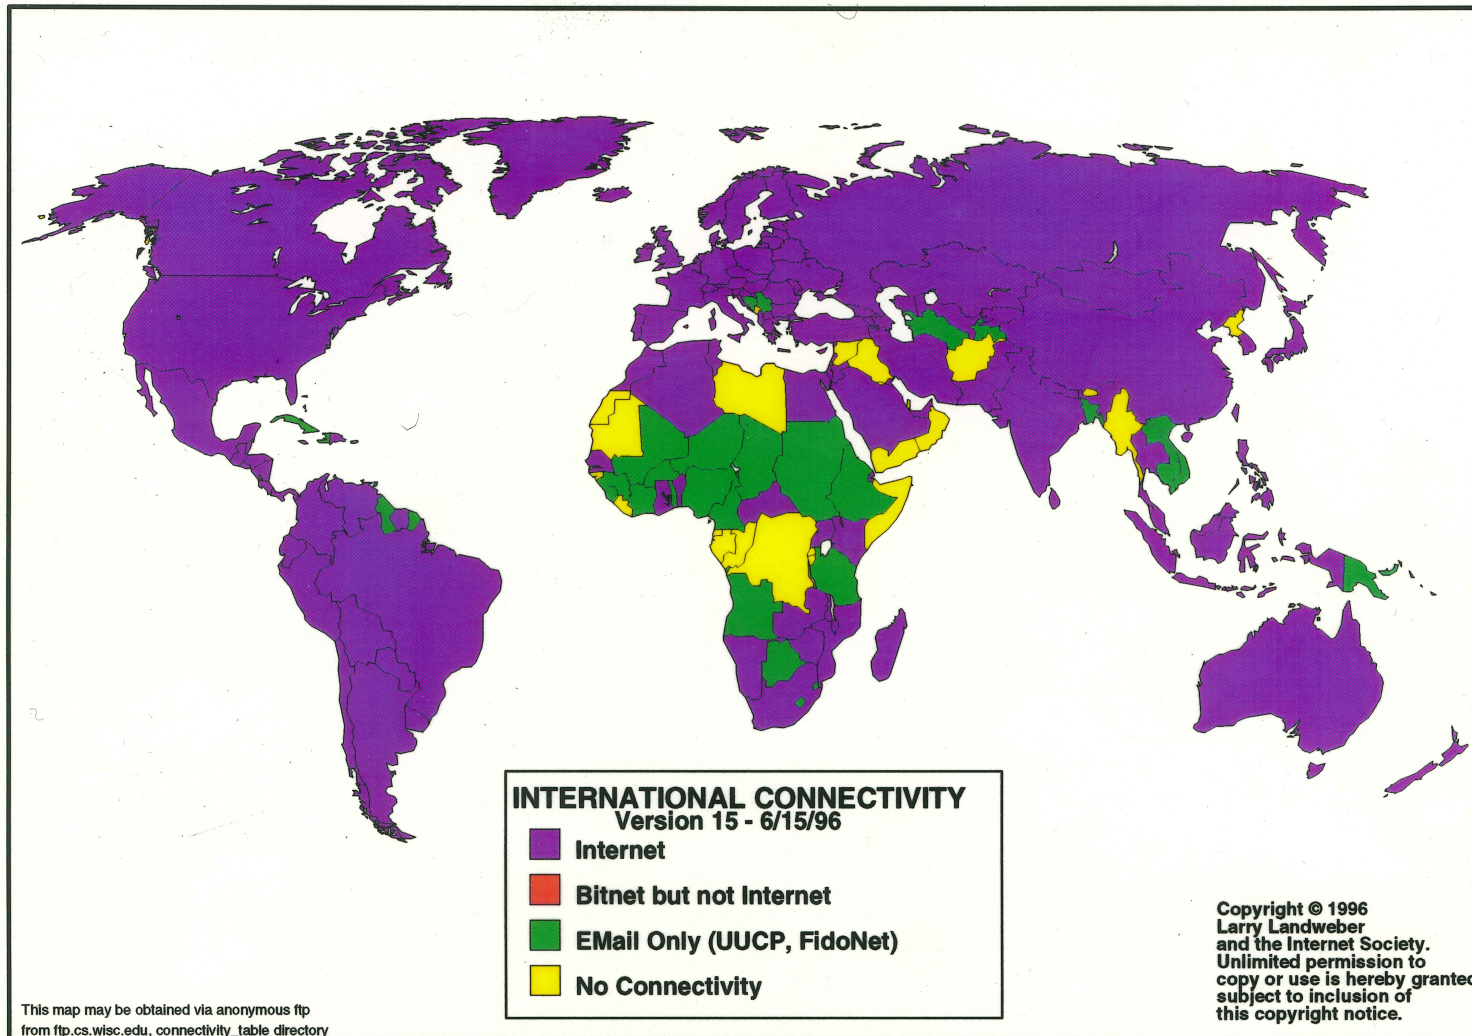 INTERNATIONAL CONNECTIVITY
Version 15 - 6/15/96
Internet
Bitnet but not Internet
EMail Only (UUCP, FidoNet)
No Connectivity
Copyright © 1996
Larry Landweber
and the Internet Society.
Unlimited permission to
copy or use is hereby granted
subject to inclusion of
this copyright notice.
This map may be obtained via anonymous ftp
from ftp.cs.wisc.edu, connectivity_table directory